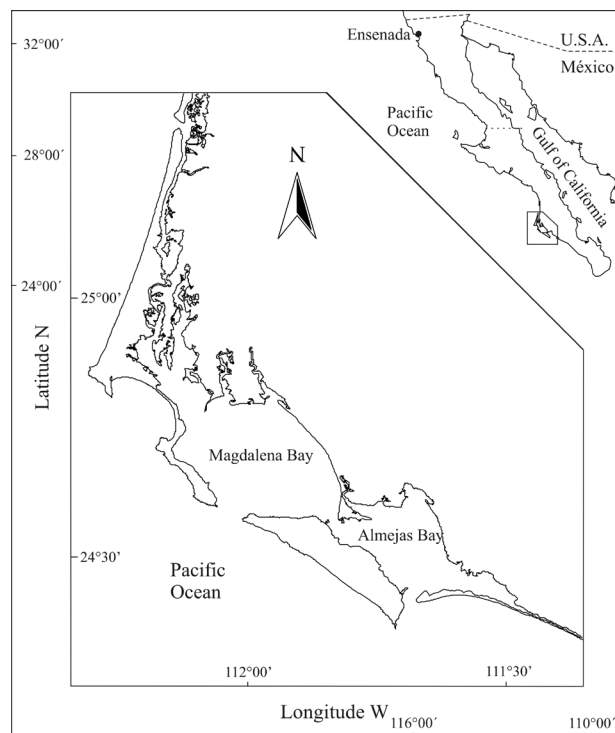 32°00´
Ensenada
U.S.A.
México
Pacific
Ocean
Gulf of California
28°00´
N
24°00´
25°00’
Latitude N
Magdalena Bay
Almejas Bay
24°30’
Pacific
Ocean
112°00’
111°30’
Longitude W
116°00´
110°00’